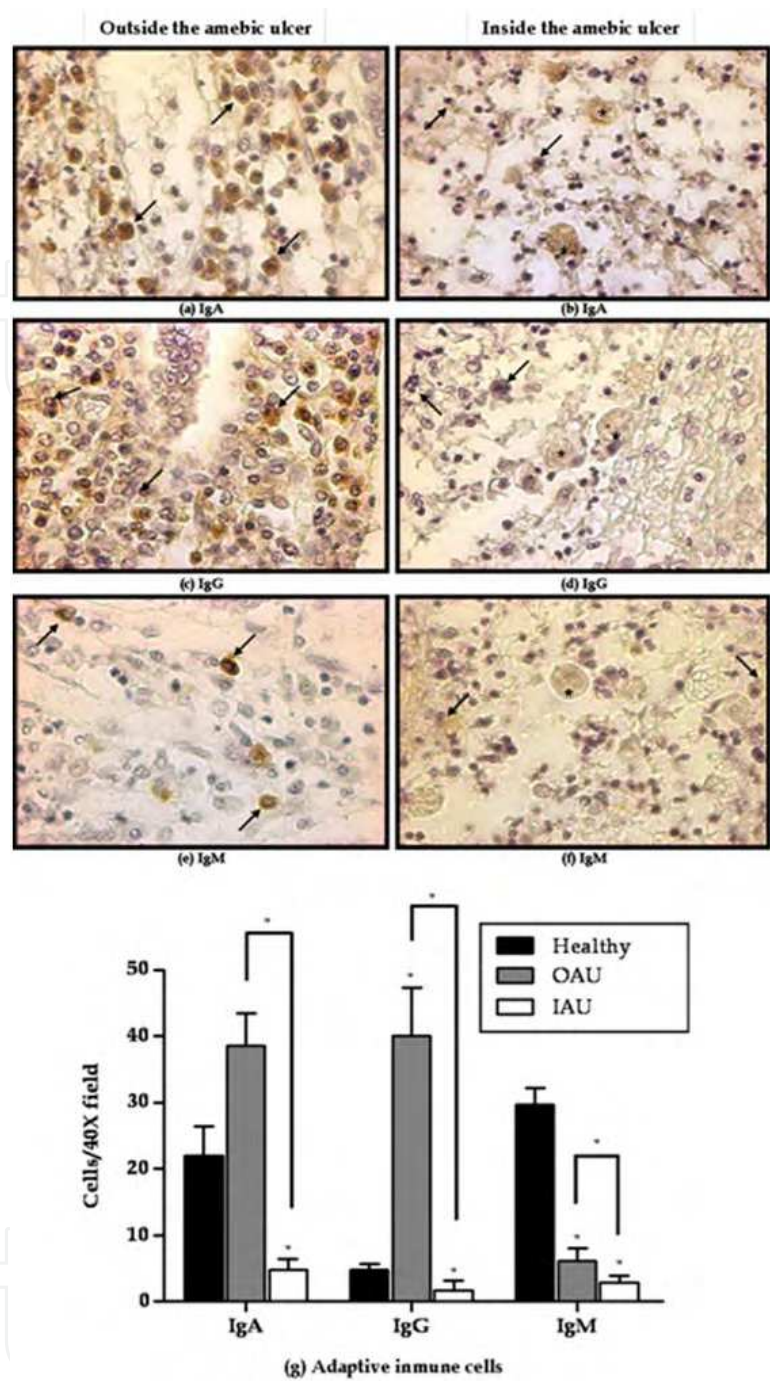 Outside the amebic ulcer
Inside the amebic ulcer
(a) IgA
(b) IgA
(c) IgG
(d) IgG
(e) IgM
(f) IgM
Healthy
OAU
IAU
Cells/40X field
50
40
30
20
10
0
IgA
IgG
IgM
(g) Adaptive inmune cells